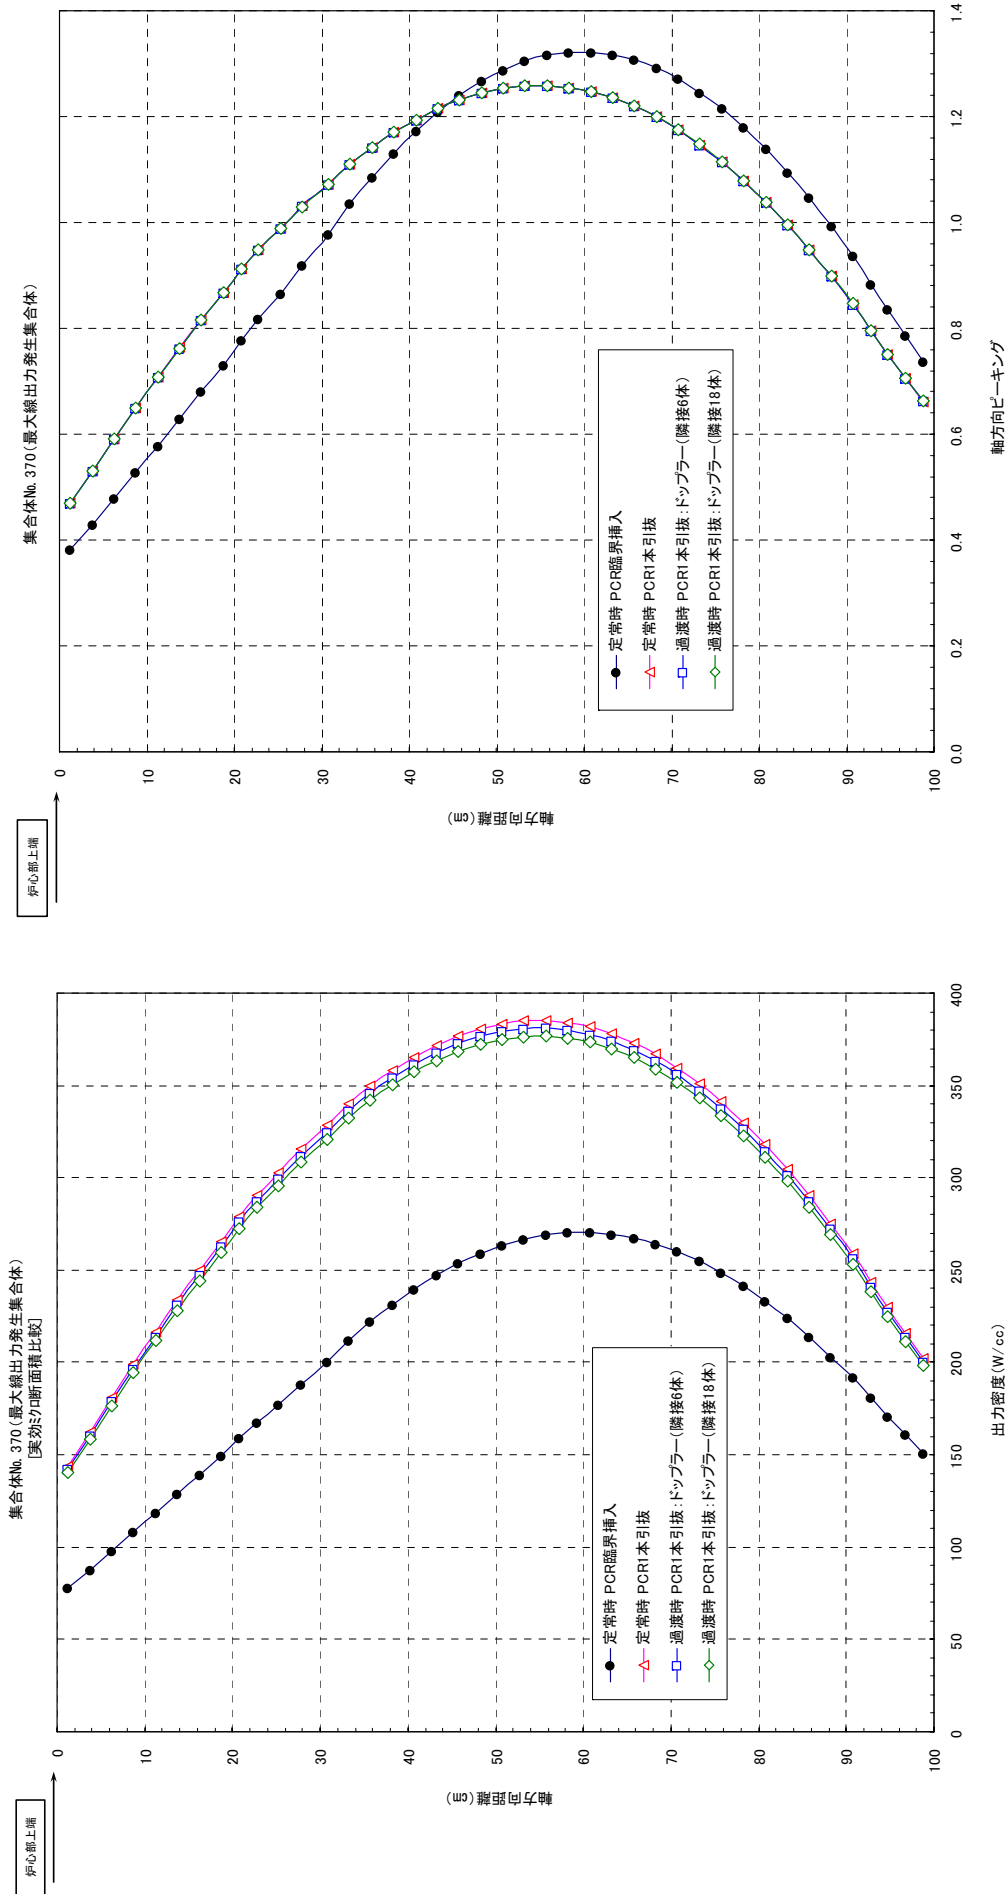 集合体No. 370(最大線出力発生集合体)
[実効ミクロ断面積比較]
炉心部上端
軸方向距離(cm)
0
10
20
30
40
50
60
70
80
90
100
0
50
100
150
200
250
300
350
400
出力密度(W/cc)
定常時 PCR臨界挿入
定常時 PCR1本引抜
過渡時 PCR1本引抜:ドップラー(隣接6体)
過渡時 PCR1本引抜:ドップラー(隣接18体)
集合体No. 370(最大線出力発生集合体)
炉心部上端
軸方向距離(cm)
0
10
20
30
40
50
60
70
80
90
100
0.0
0.2
0.4
0.6
0.8
1.0
1.2
1.4
軸方向ピーキング
定常時 PCR臨界挿入
定常時 PCR1本引抜
過渡時 PCR1本引抜:ドップラー(隣接6体)
過渡時 PCR1本引抜:ドップラー(隣接18体)